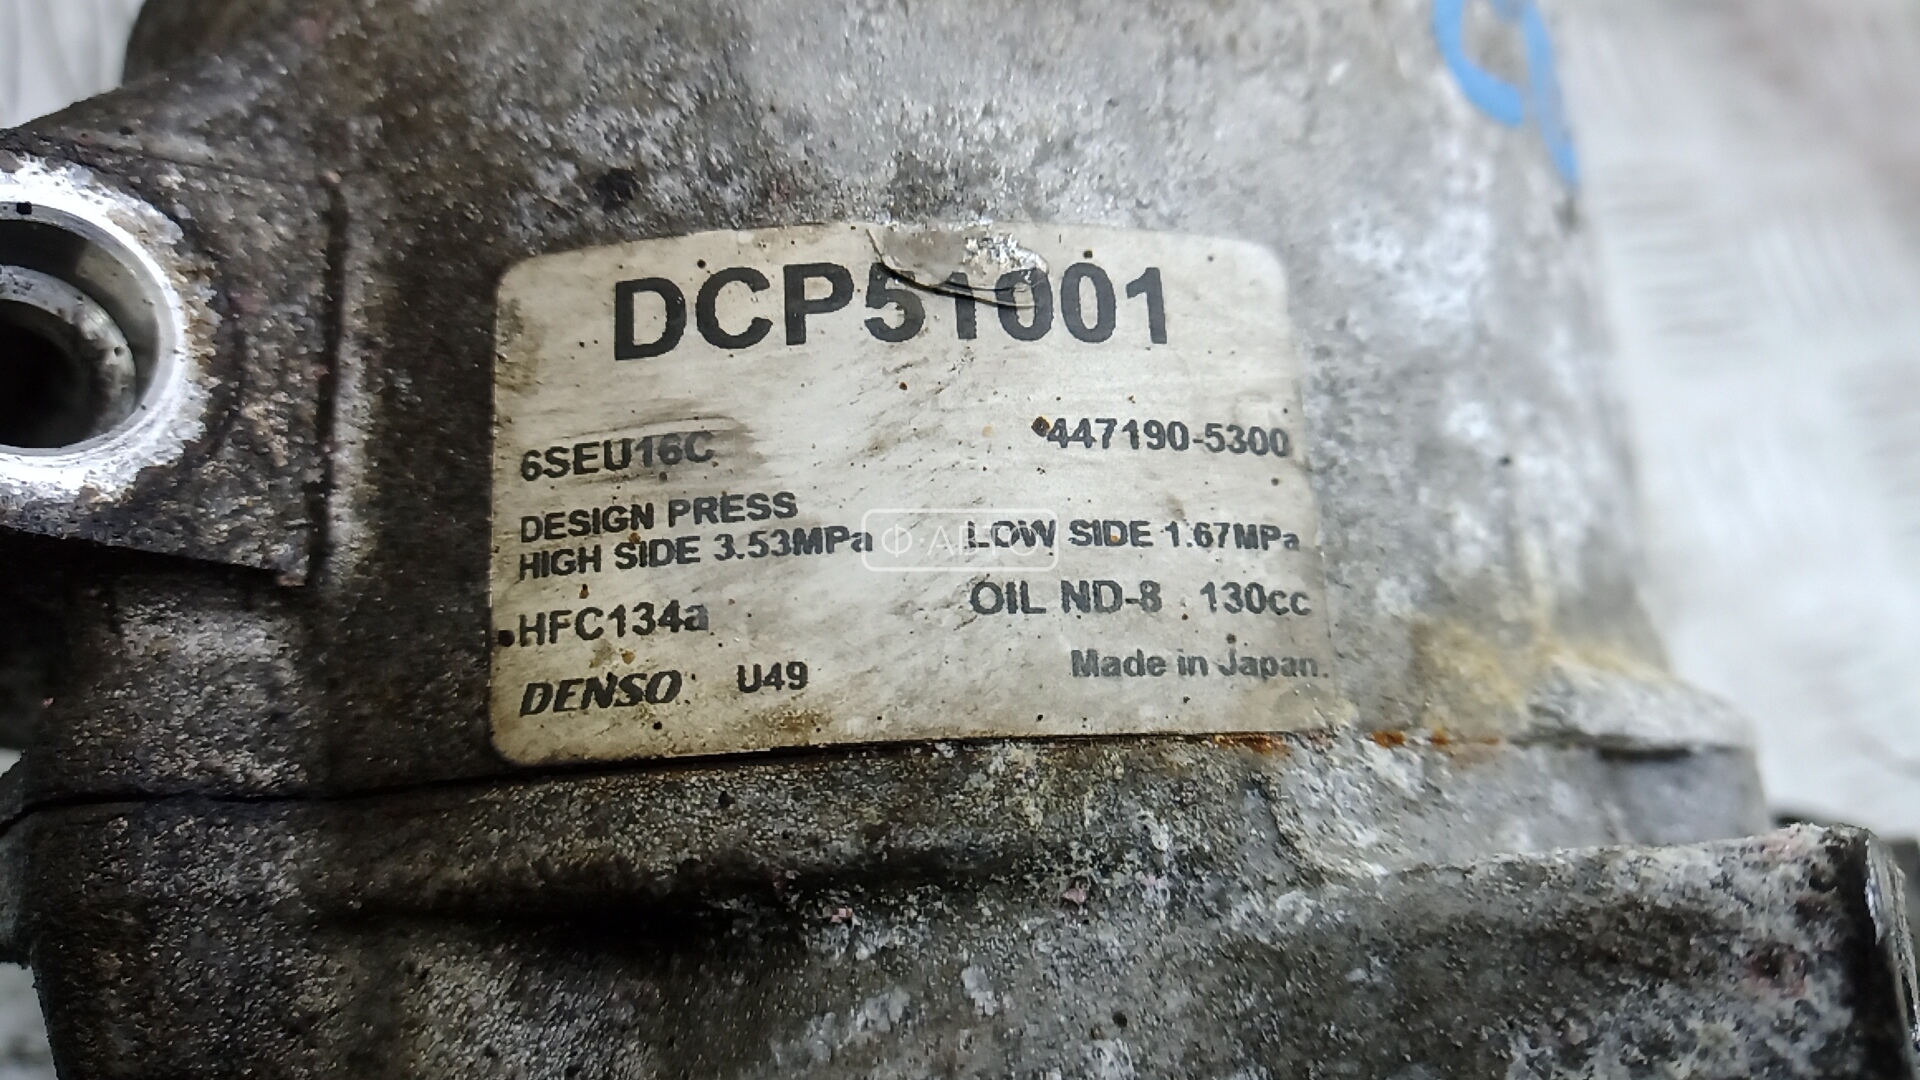 DCP51001
6SEU16C 447190-5300
DESIGN PRESS
HIGH SIDE 3.53MPa LOW SIDE 1.67MPa
HFC134a OIL ND-8 130cc
DENSO U49 Made in Japan.
Ф·АВТО